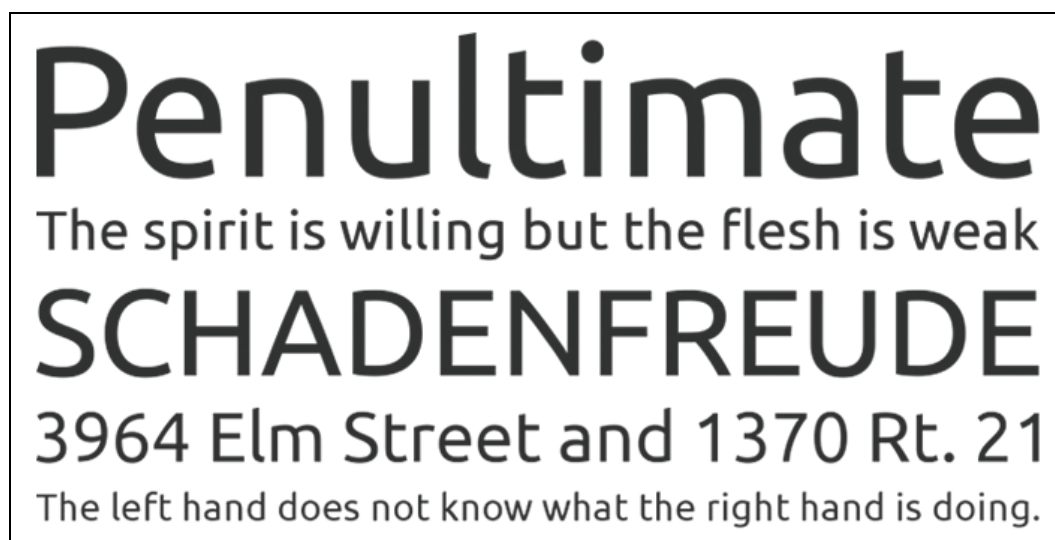 Penultimate
The spirit is willing but the flesh is weak
SCHADENFREUDE
3964 Elm Street and 1370 Rt. 21
The left hand does not know what the right hand is doing.